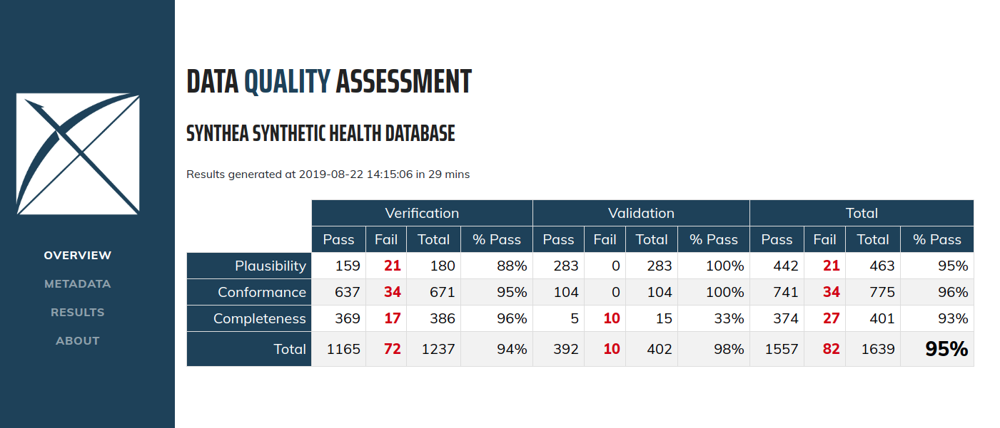 DATA QUALITY ASSESSMENT
SYNTHEA SYNTHETIC HEALTH DATABASE
Results generated at 2019-08-22 14:15:06 in 29 mins
OVERVIEW
METADATA
RESULTS
ABOUT
Verification Validation Total
Pass Fail Total % Pass Pass Fail Total % Pass Pass Fail Total % Pass
Plausibility 159 21 180 88% 283 0 283 100% 442 21 463 95%
Conformance 637 34 671 95% 104 0 104 100% 741 34 775 96%
Completeness 369 17 386 96% 5 10 15 33% 374 27 401 93%
Total 1165 72 1237 94% 392 10 402 98% 1557 82 1639 95%